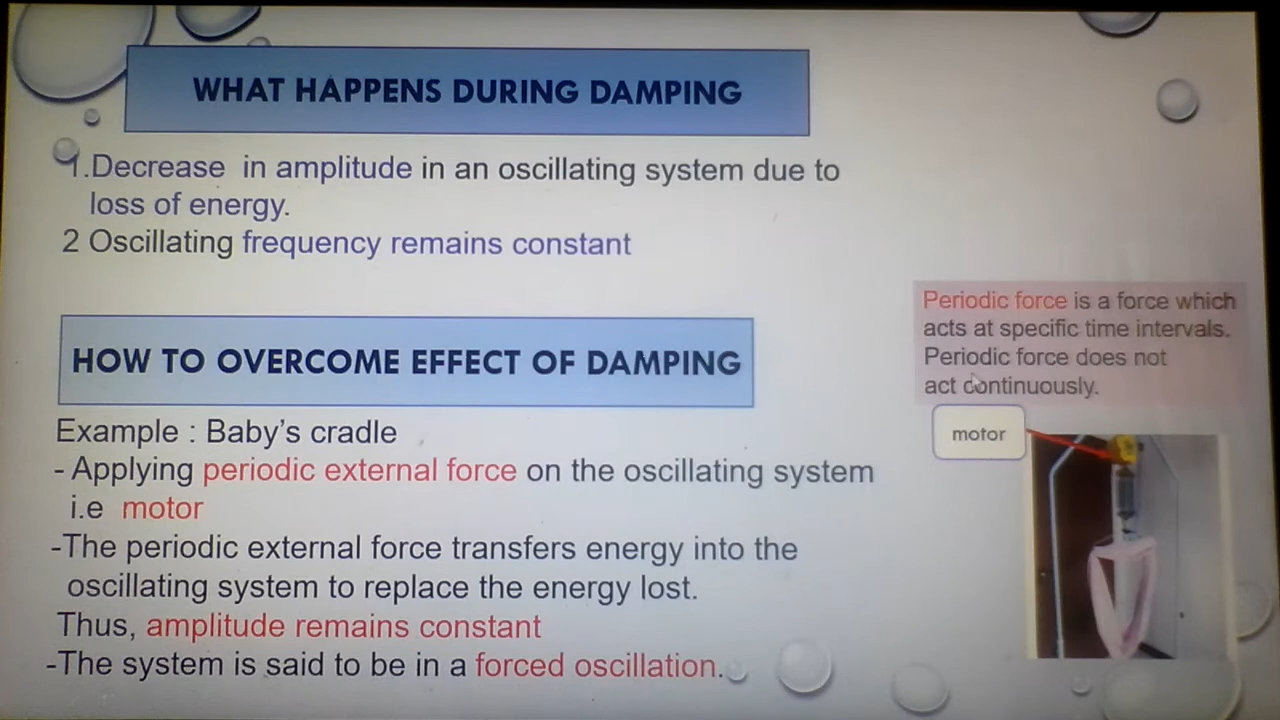 WHAT HAPPENS DURING DAMPING
1.Decrease in amplitude in an oscillating system due to
loss of energy.
2 Oscillating frequency remains constant
HOW TO OVERCOME EFFECT OF DAMPING
Example : Baby's cradle
- Applying periodic external force on the oscillating system
i.e motor
-The periodic external force transfers energy into the
oscillating system to replace the energy lost.
Thus, amplitude remains constant
-The system is said to be in a forced oscillation.
Periodic force is a force which
acts at specific time intervals.
Periodic force does not
act continuously.
motor